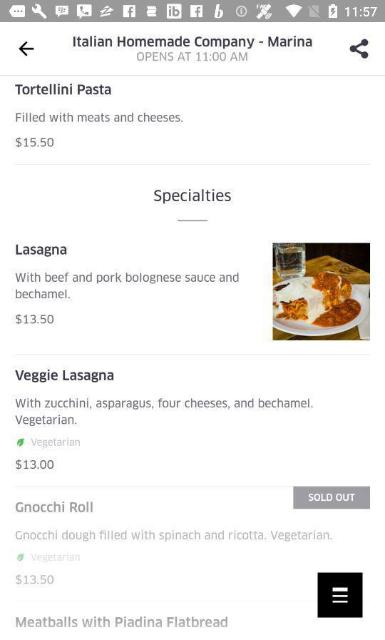 11:57
Italian Homemade Company - Marina
OPENS AT 11:00 AM
Tortellini Pasta
Filled with meats and cheeses.
$15.50
Specialties
Lasagna
With beef and pork bolognese sauce and
bechamel.
$13.50
Veggie Lasagna
With zucchini, asparagus, four cheeses, and bechamel.
Vegetarian.
Vegetarian
$13.00
SOLD OUT
Gnocchi Roll
Gnocchi dough filled with spinach and ricotta. Vegetarian.
Vegetarian
$13.50
Meatballs with Piadina Flatbread